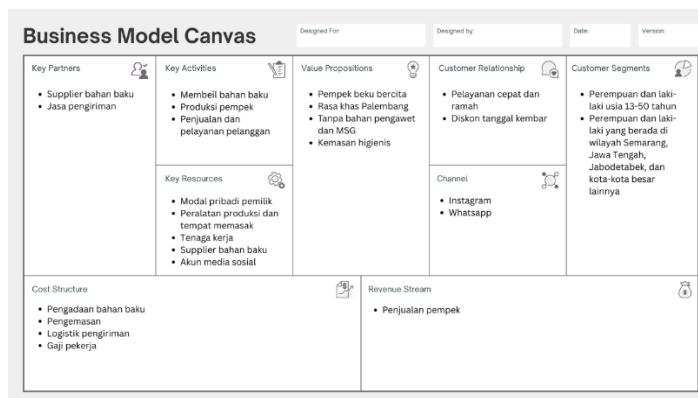 Business Model Canvas
Designed For:
Designed by:
Date:
Version:
Key Partners
• Supplier bahan baku
• Jasa pengiriman
Key Activities
• Membeil bahan baku
• Produksi pempek
• Penjualan dan
pelayanan pelanggan
Key Resources
• Modal pribadi pemilik
• Peralatan produksi dan
tempat memasak
• Tenaga kerja
• Supplier bahan baku
• Akun media sosial
Value Propositions
• Pempek beku bercita
• Rasa khas Palembang
• Tanpa bahan pengawet
dan MSG
• Kemasan higienis
Customer Relationship
• Pelayanan cepat dan
ramah
• Diskon tanggal kembar
Channel
• Instagram
• Whatsapp
Customer Segments
• Perempuan dan laki-
laki usia 13-50 tahun
• Perempuan dan laki-
laki yang berada di
wilayah Semarang,
Jawa Tengah,
Jabodetabek, dan
kota-kota besar
lainnya
Cost Structure
• Pengadaan bahan baku
• Pengemasan
• Logistik pengiriman
• Gaji pekerja
Revenue Stream
• Penjualan pempek